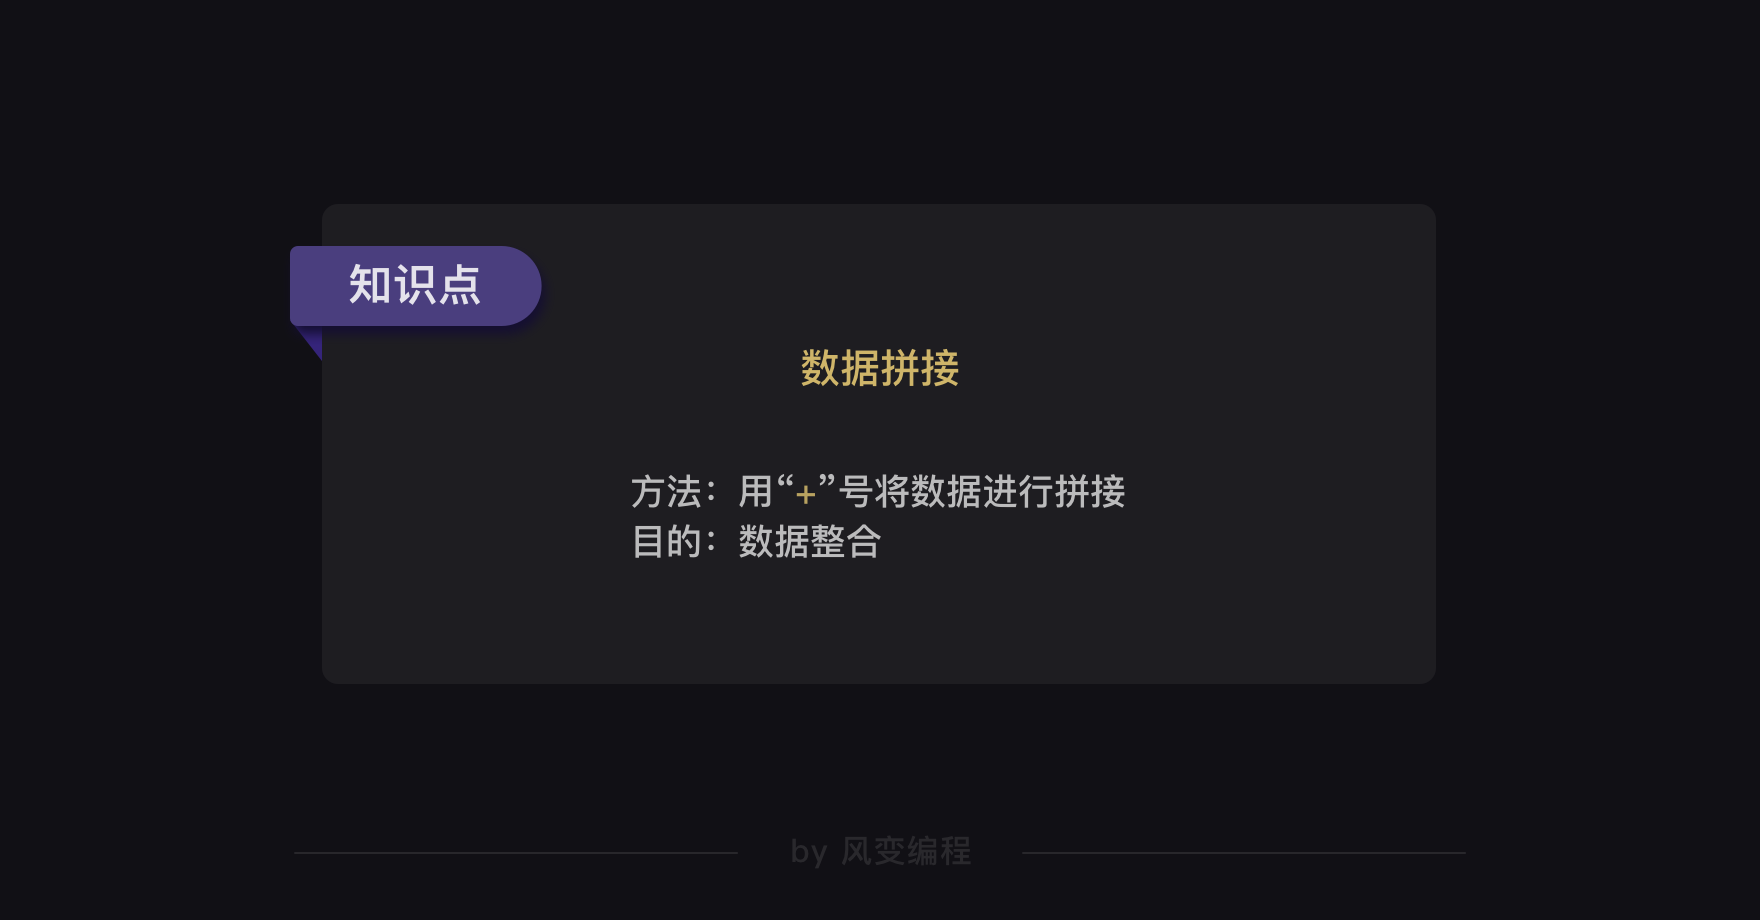 知识点
数据拼接
方法：用“+”号将数据进行拼接
目的：数据整合
by 风变编程